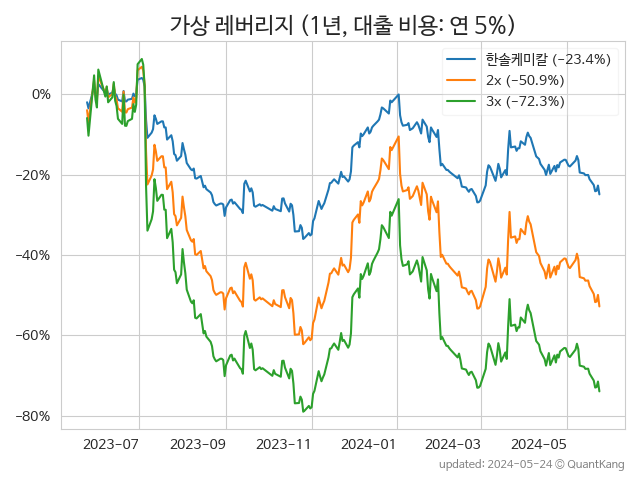 가상 레버리지 (1년, 대출 비용: 연 5%)
한솔케미칼 (−23.4%)
2x (−50.9%)
3x (−72.3%)
0%
−20%
−40%
−60%
−80%
2023−07 2023−09 2023−11 2024−01 2024−03 2024−05
updated: 2024-05-24 © QuantKang